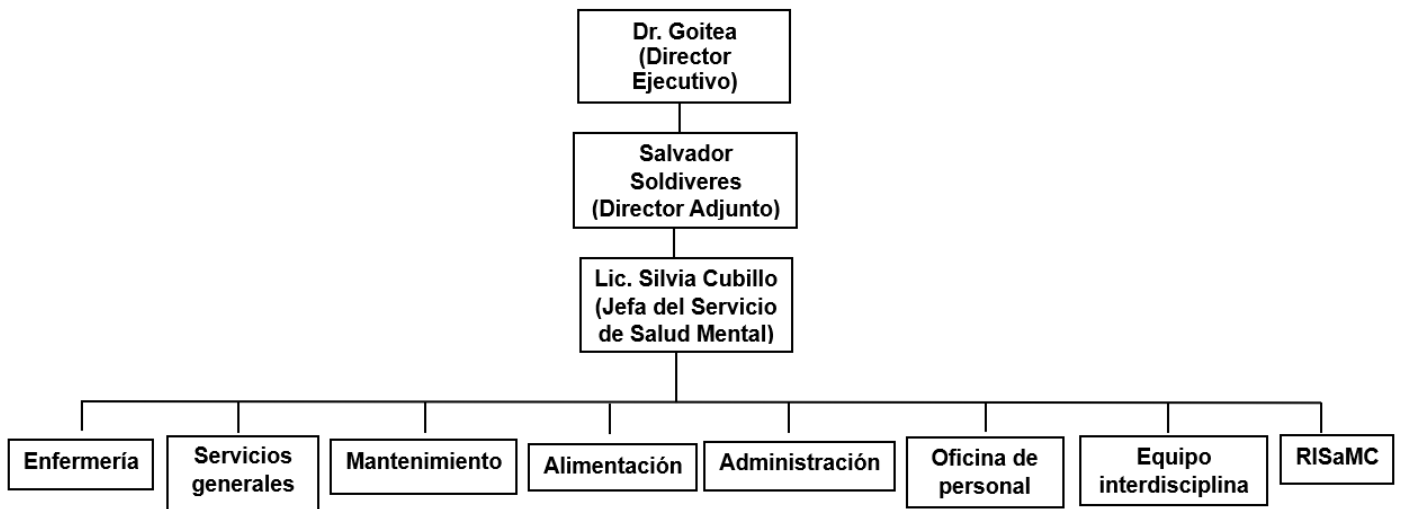 Dr. Goitea
(Director
Ejecutivo)
Salvador
Soldiveres
(Director Adjunto)
Lic. Silvia Cubillo
(Jefa del Servicio
de Salud Mental)
Enfermería
Servicios
generales
Mantenimiento
Alimentación
Administración
Oficina de
personal
Equipo
interdisciplina
RISaMC